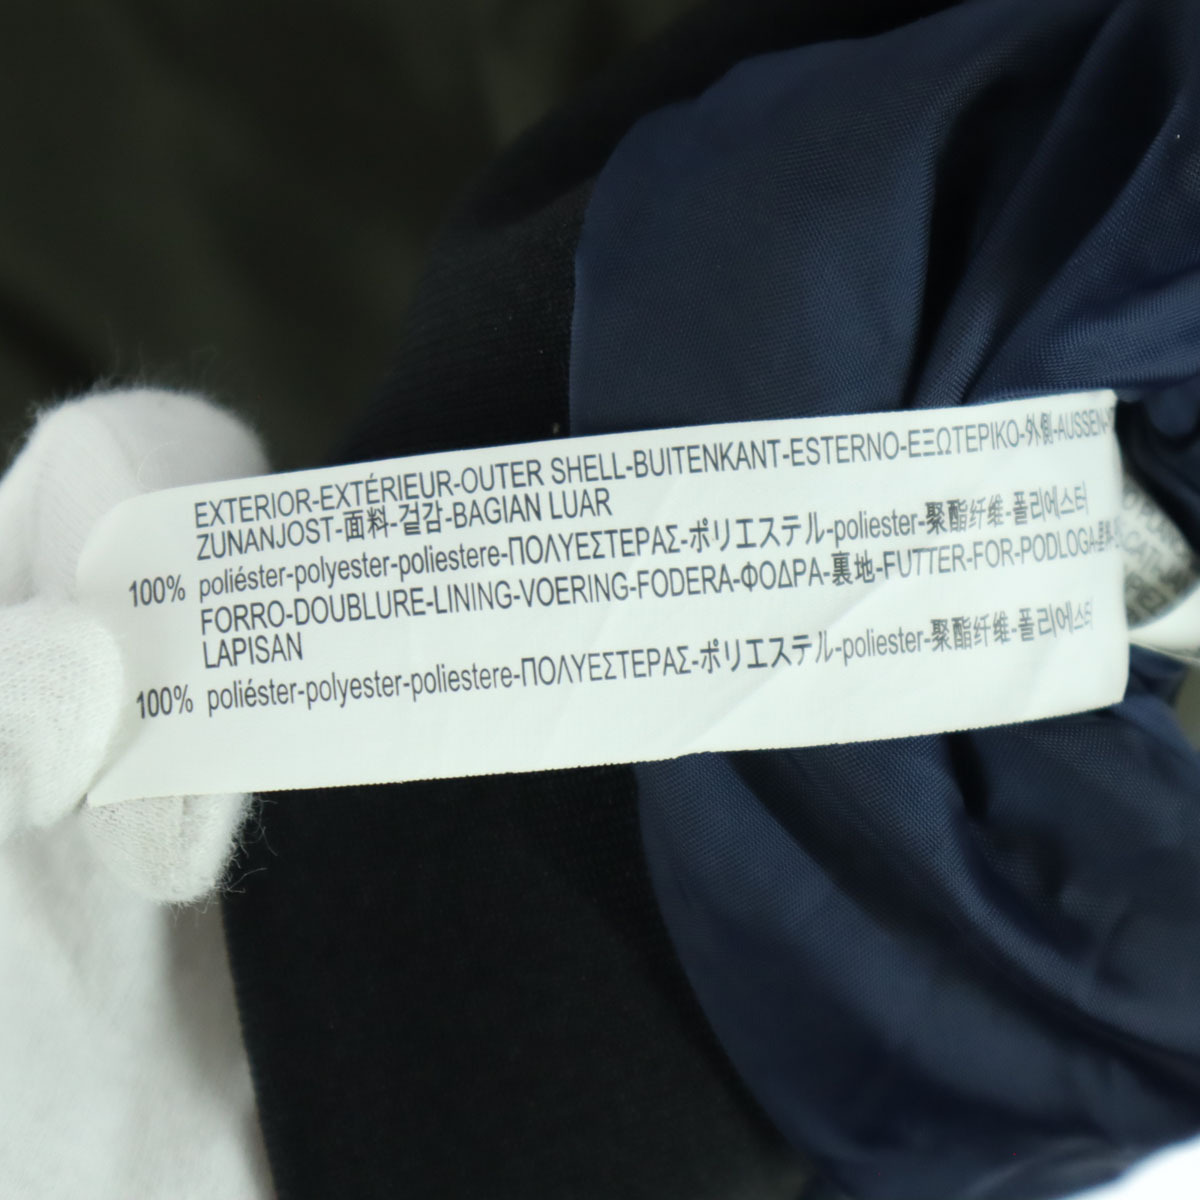 EXTERIOR-EXTÉRIEUR-OUTER SHELL-BUITENKANT-ESTERNO-ΕΞΩΤΕΡΙΚΟ-外側-AUSSEN-
ZUNANJOST-面料-겉감-BAGIAN LUAR
100% poliéster-polyester-poliestere-ΠΟΛΥΕΣΤΕΡΑΣ-ポリエステル-poliester-聚酯纤维-폴리에스터
FORRO-DOUBLURE-LINING-VOERING-FODERA-ΦΟΔΡΑ-裏地-FUTTER-FOR-PODLOGA-里料-
LAPISAN
100% poliéster-polyester-poliestere-ΠΟΛΥΕΣΤΕΡΑΣ-ポリエステル-poliester-聚酯纤维-폴리에스터